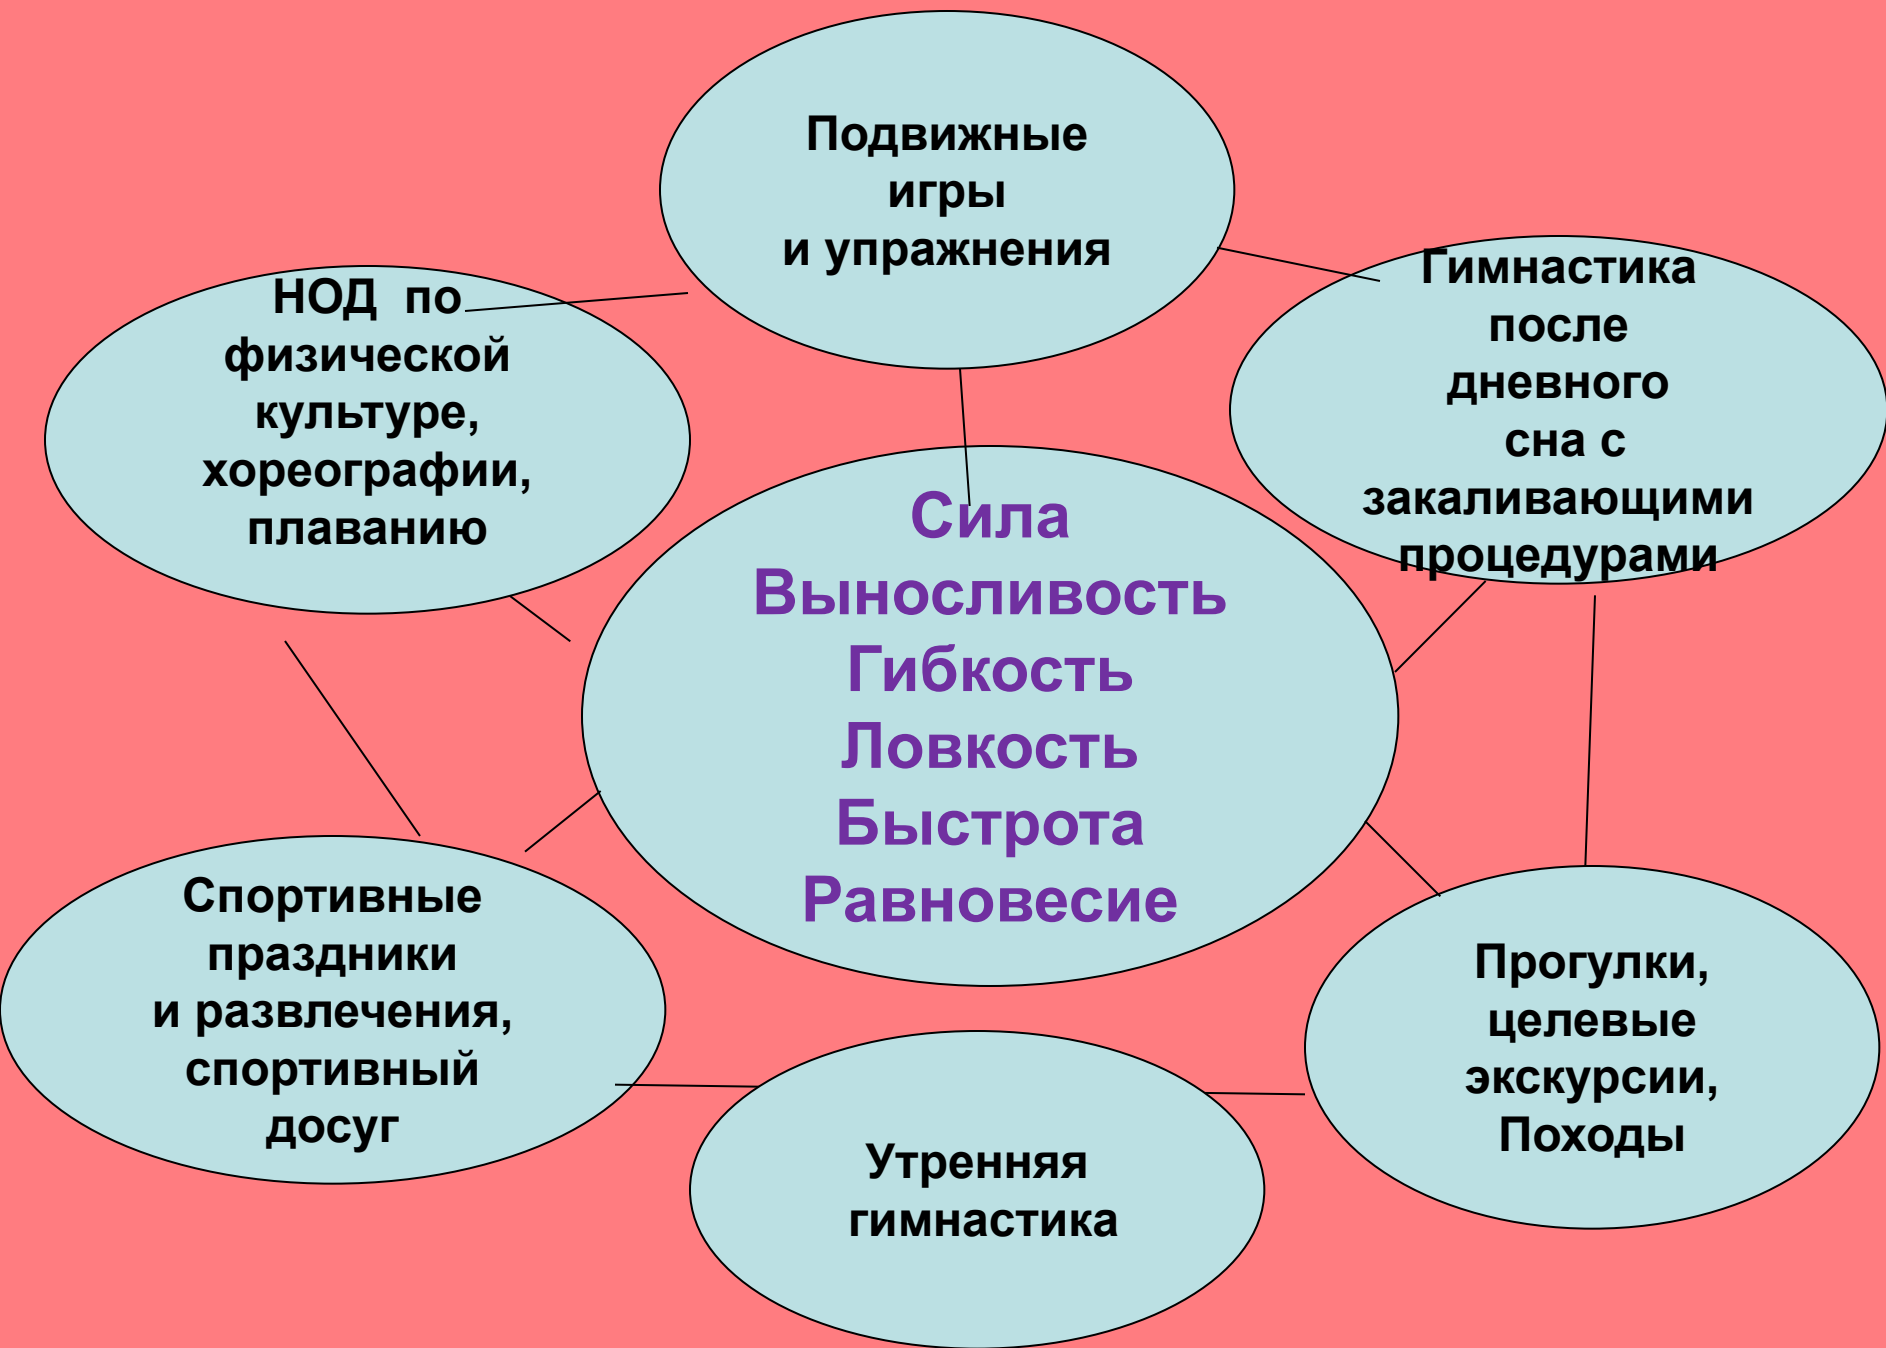 Подвижные
игры
и упражнения
НОД по
физической
культуре,
хореографии,
плаванию
Гимнастика
после
дневного
сна с
закаливающими
процедурами
Сила
Выносливость
Гибкость
Ловкость
Быстрота
Равновесие
Спортивные
праздники
и развлечения,
спортивный
досуг
Прогулки,
целевые
экскурсии,
Походы
Утренняя
гимнастика